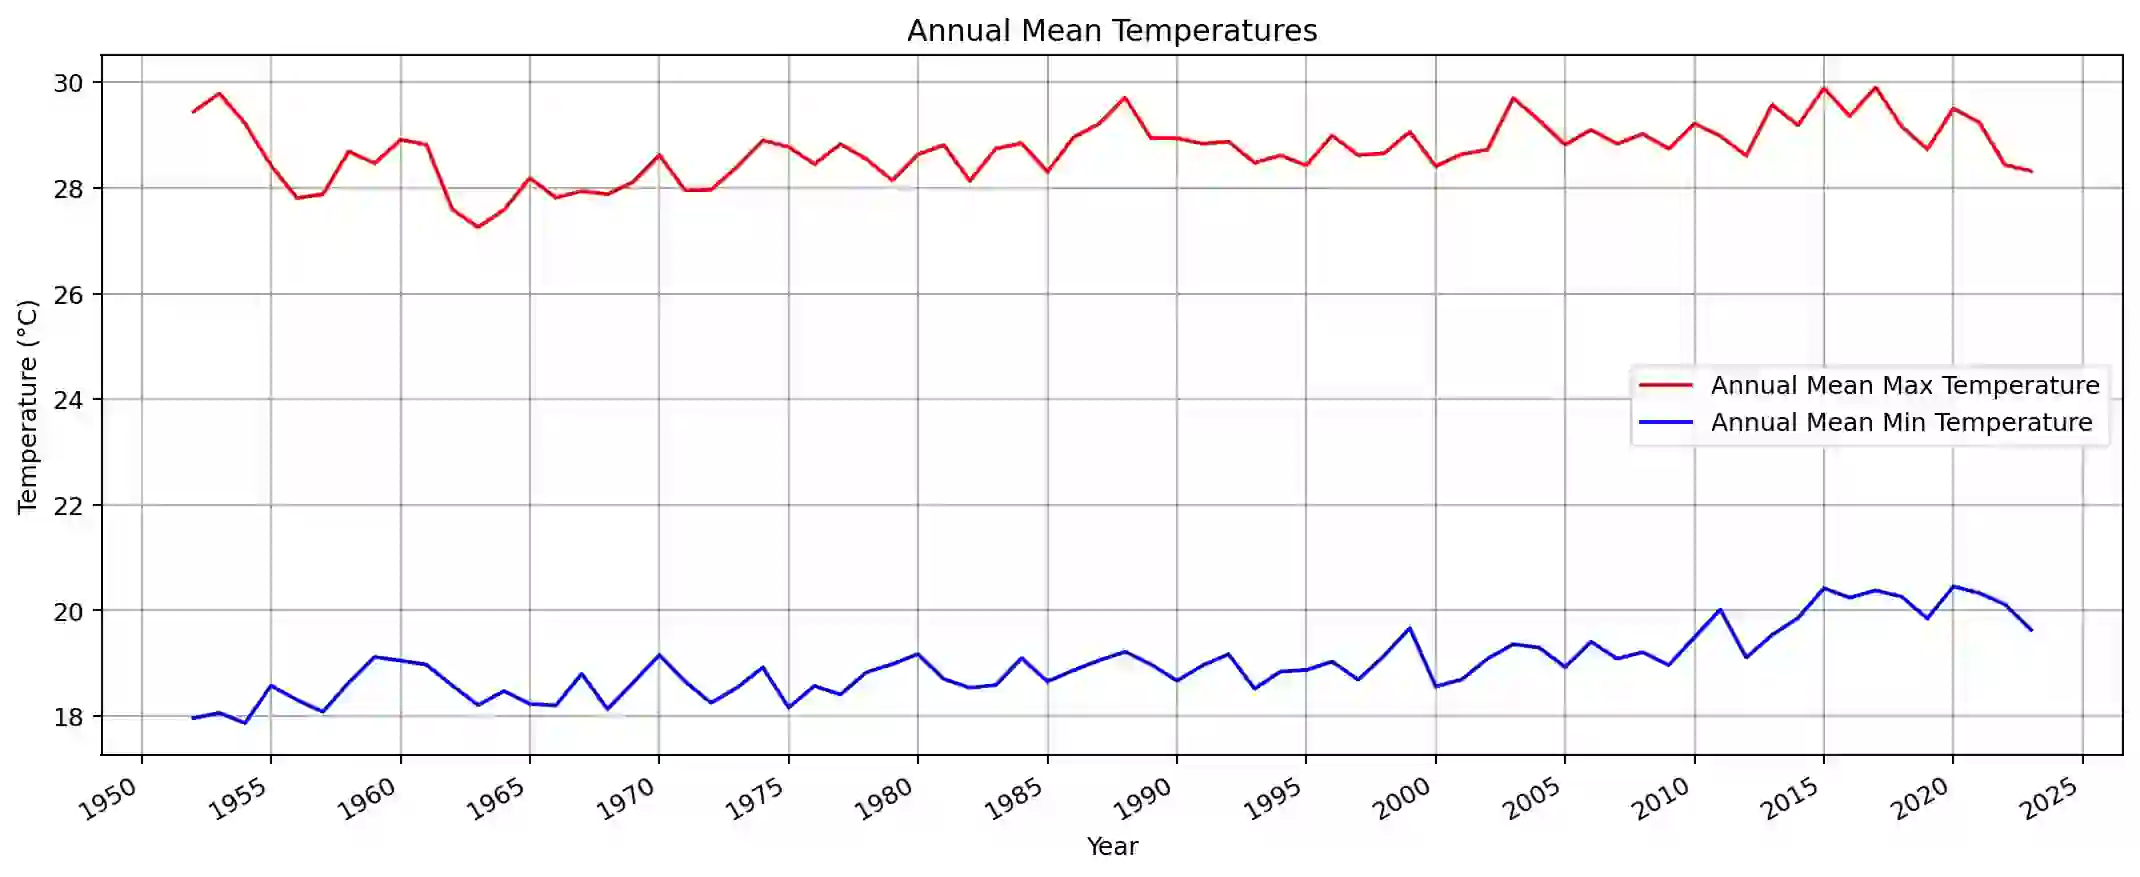 Annual Mean Temperatures
30
28
26
24
22
20
18
Temperature (°C)
Annual Mean Max Temperature
Annual Mean Min Temperature
1950 1955 1960 1965 1970 1975 1980 1985 1990 1995 2000 2005 2010 2015 2020 2025
Year